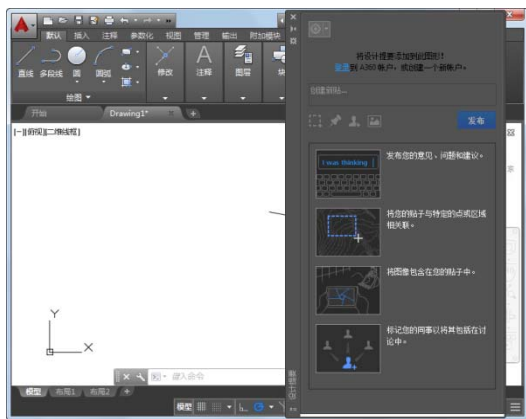 默认 插入 注释 参数化 视图 管理 输出 附加模块
直线 多段线 圆 圆弧
修改
注释
图层
块
绘图
开始
Drawing1*
[-][俯视][二维线框]
将设计提要添加到此图形?
登录到 A360 帐户，或创建一个新帐户。
创建新贴...
发布
I was thinking
发布您的意见、问题和建议。
将您的贴子与特定的点或区域
相关联。
将图像包含在您的贴子中。
标记您的同事以将其包括在讨
论中。
Y
X
键入命令
模型 布局1 布局2 +
模型